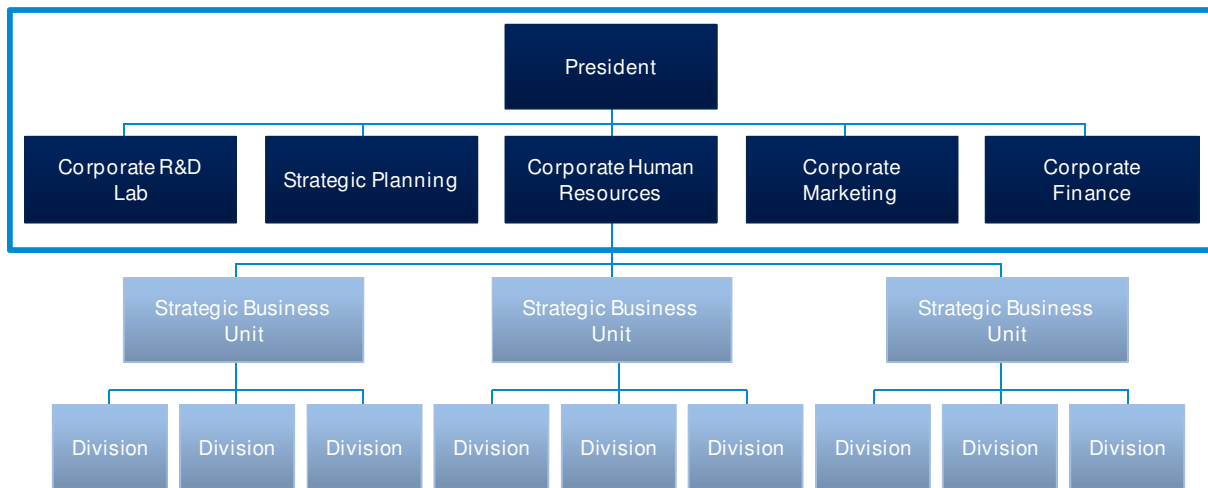 President
Corporate R&D
Lab
Strategic Planning
Corporate Human
Resources
Corporate
Marketing
Corporate
Finance
Strategic Business
Unit
Strategic Business
Unit
Strategic Business
Unit
Division
Division
Division
Division
Division
Division
Division
Division
Division